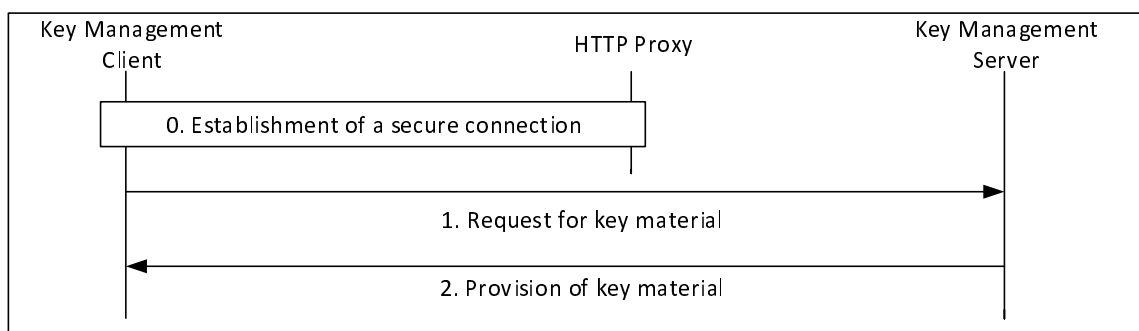 Key Management
Client
HTTP Proxy
Key Management
Server
0. Establishment of a secure connection
1. Request for key material
2. Provision of key material